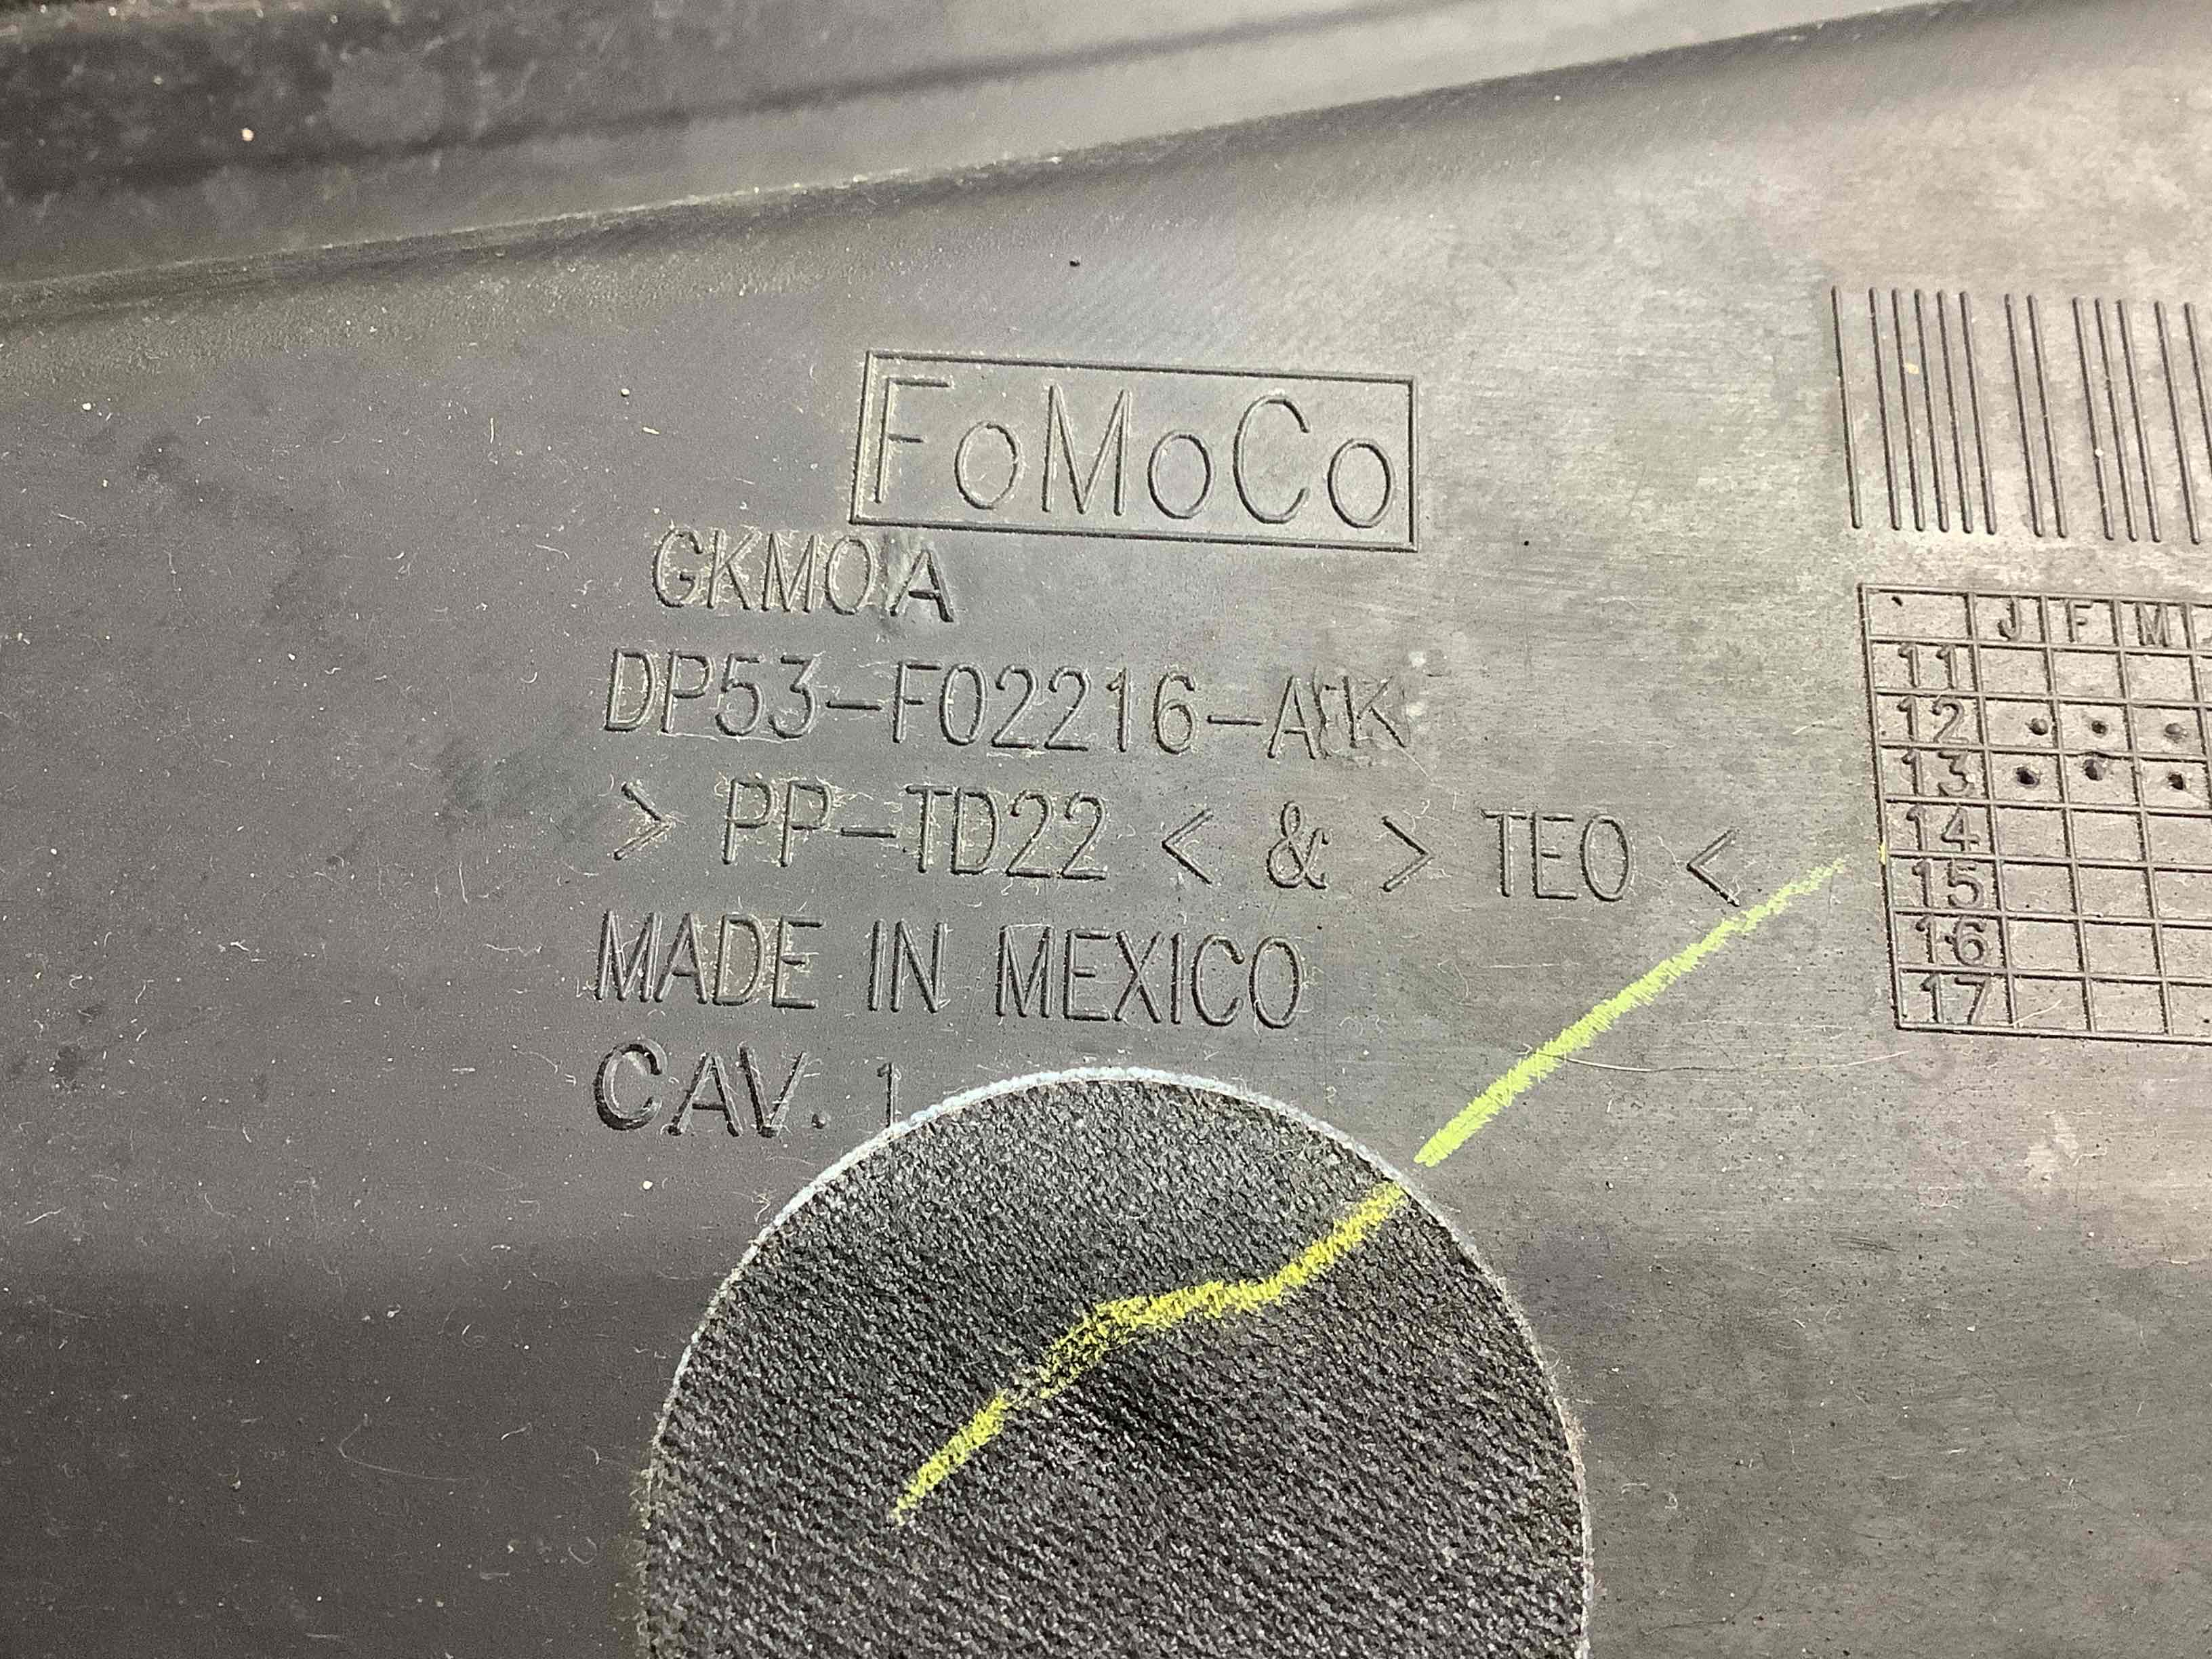 FoMoCo
GKM0A
DP53-F02216-AK
> PP-TD22 < & > TEO <
MADE IN MEXICO
CAV. 1
J F M
11
12
13
14
15
16
17